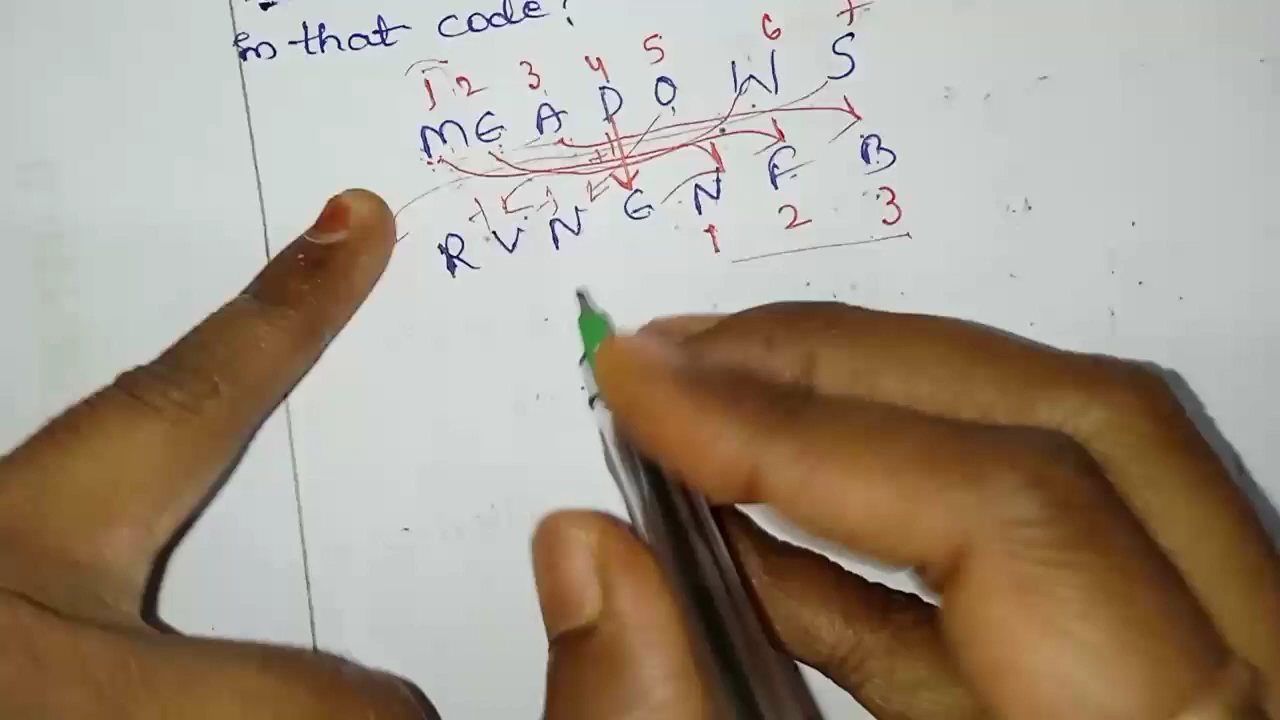 in that code?
1 2 3 4 5 6 7
M E A D O W S
R V N E N F B
1 2 3